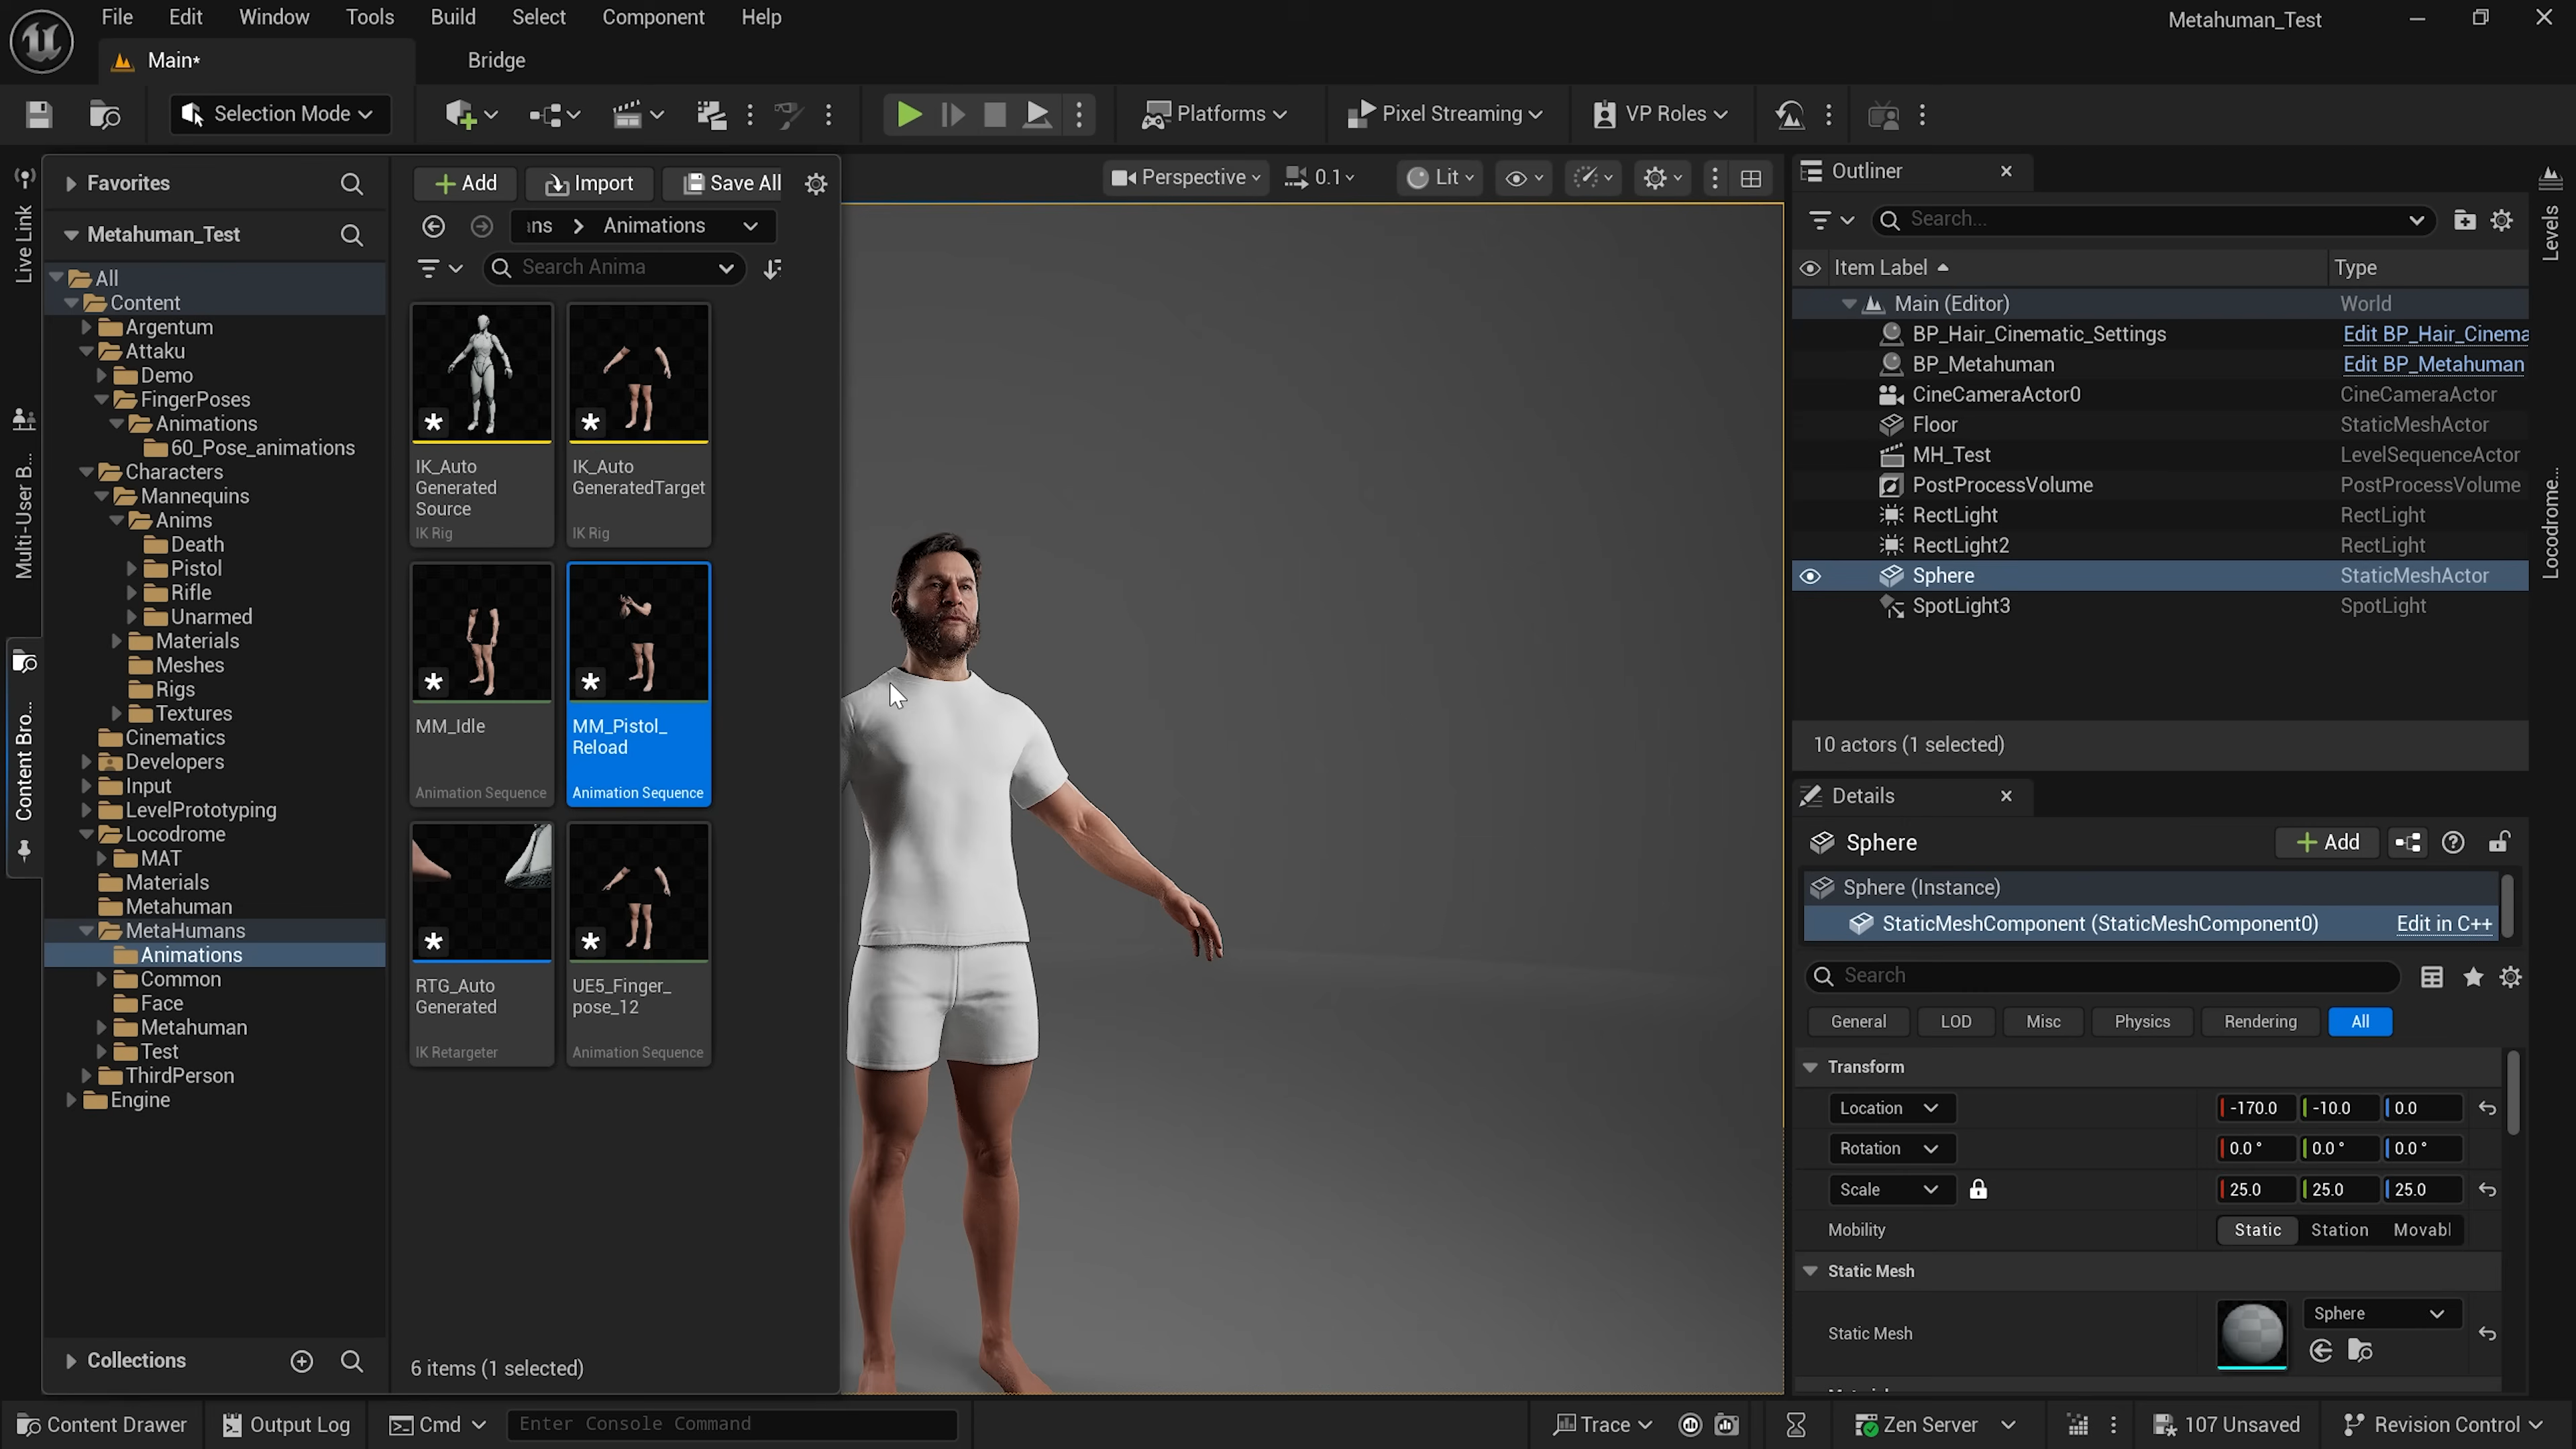 File Edit Window Tools Build Select Component Help
Metahuman_Test
Main*
Bridge
Selection Mode
Platforms
Pixel Streaming
VP Roles
Live Link
Multi-User B...
Content Bro...
Favorites
Metahuman_Test
All
Content
Argentum
Attaku
Demo
FingerPoses
Animations
60_Pose_animations
Characters
Mannequins
Anims
Death
Pistol
Rifle
Unarmed
Materials
Meshes
Rigs
Textures
Cinematics
Developers
Input
LevelPrototyping
Locodrome
MAT
Materials
Metahuman
MetaHumans
Animations
Common
Face
Metahuman
Test
ThirdPerson
Engine
Collections
Add Import Save All
ns > Animations
Search Anima
IK_Auto
Generated
Source
IK Rig
IK_Auto
GeneratedTarget
IK Rig
MM_Idle
Animation Sequence
MM_Pistol_
Reload
Animation Sequence
RTG_Auto
Generated
IK Retargeter
UE5_Finger_
pose_12
Animation Sequence
6 items (1 selected)
Perspective 0.1 Lit
Outliner
Search...
Item Label Type
Main (Editor) World
BP_Hair_Cinematic_Settings Edit BP_Hair_Cinema
BP_Metahuman Edit BP_Metahuman
CineCameraActor0 CineCameraActor
Floor StaticMeshActor
MH_Test LevelSequenceActor
PostProcessVolume PostProcessVolume
RectLight RectLight
RectLight2 RectLight
Sphere StaticMeshActor
SpotLight3 SpotLight
10 actors (1 selected)
Levels
Locodrome...
Details
Sphere
Add
Sphere (Instance)
StaticMeshComponent (StaticMeshComponent0) Edit in C++
Search
General LOD Misc Physics Rendering All
Transform
Location -170.0 -10.0 0.0
Rotation 0.0 ° 0.0 ° 0.0 °
Scale 25.0 25.0 25.0
Mobility Static Station Movabl
Static Mesh
Static Mesh Sphere
Content Drawer Output Log Cmd Enter Console Command
Trace Zen Server 107 Unsaved Revision Control